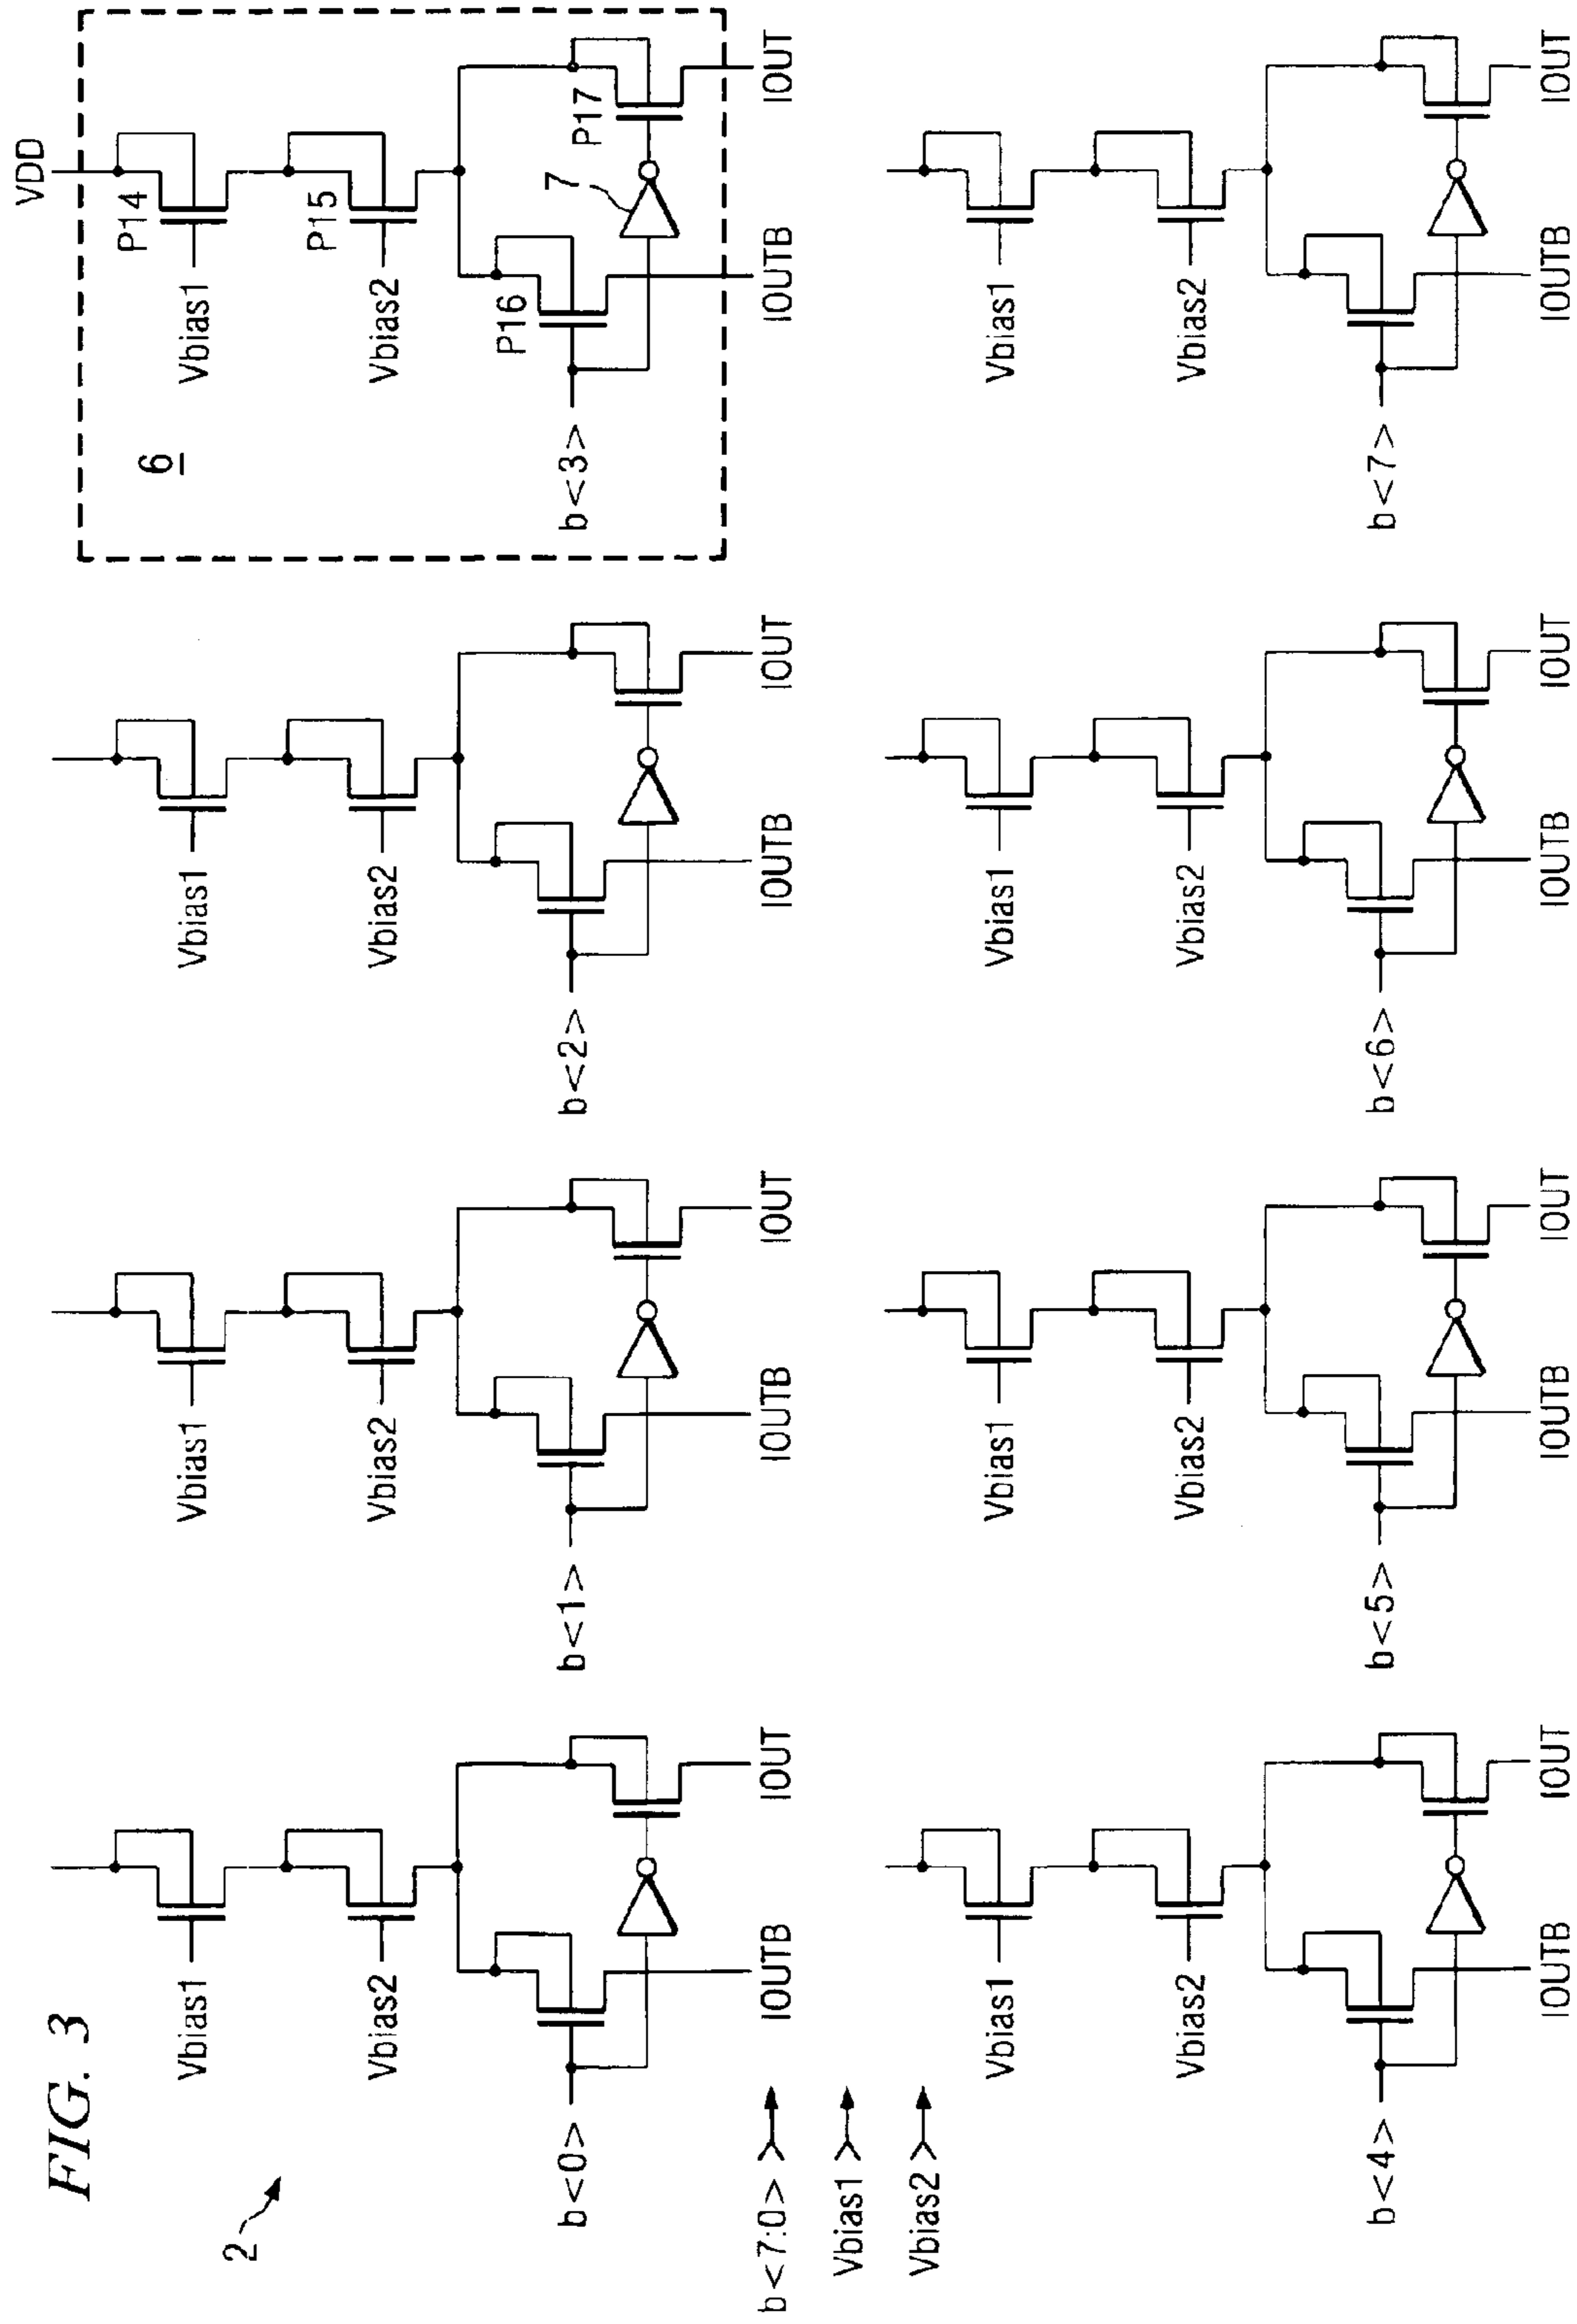 FIG. 3
2
Vbias1
Vbias2
b<0>
IOUTB
IOUT
Vbias1
Vbias2
b<1>
IOUTB
IOUT
Vbias1
Vbias2
b<2>
IOUTB
IOUT
VDD
P14
Vbias1
P15
Vbias2
6
P16
7
P17
b<3>
IOUTB
IOUT
b<7:0>
Vbias1
Vbias2
Vbias1
Vbias2
b<4>
IOUTB
IOUT
Vbias1
Vbias2
b<5>
IOUTB
IOUT
Vbias1
Vbias2
b<6>
IOUTB
IOUT
Vbias1
Vbias2
b<7>
IOUTB
IOUT